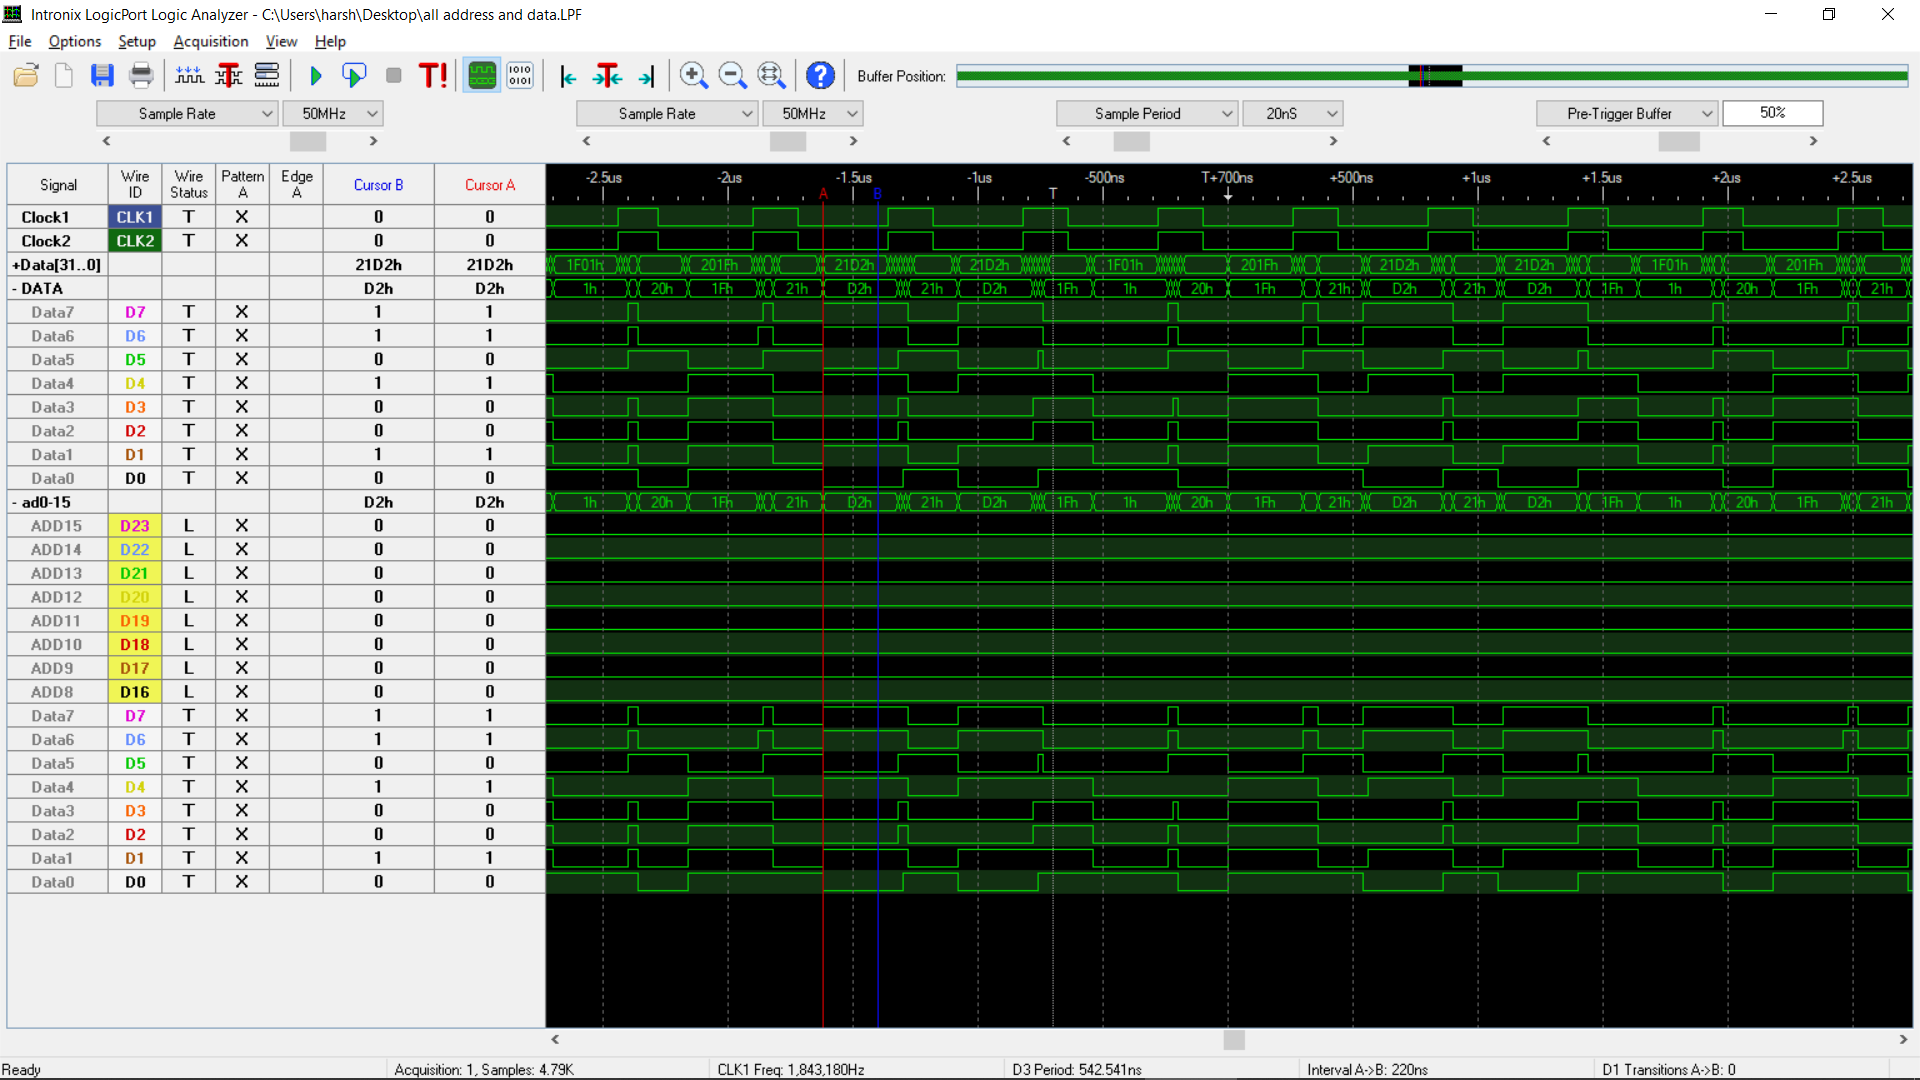 Intronix LogicPort Logic Analyzer - C:\Users\harsh\Desktop\all address and data.LPF
File Options Setup Acquisition View Help
T! 1010 0101 ? Buffer Position:
Sample Rate 50MHz Sample Rate 50MHz Sample Period 20nS Pre-Trigger Buffer 50%
Signal Wire ID Wire Status Pattern A Edge A Cursor B Cursor A -2.5us -2us -1.5us -1us -500ns T+700ns +500ns +1us +1.5us +2us +2.5us
A B T
Clock1 CLK1 T X 0 0
Clock2 CLK2 T X 0 0
+Data[31..0] 21D2h 21D2h 1F01h 201Fh 21D2h 21D2h 1F01h 201Fh 21D2h 21D2h 1F01h 201Fh
- DATA D2h D2h 1h 20h 1Fh 21h D2h 21h D2h 1Fh 1h 20h 1Fh 21h D2h 21h D2h 1Fh 1h 20h 1Fh 21h
Data7 D7 T X 1 1
Data6 D6 T X 1 1
Data5 D5 T X 0 0
Data4 D4 T X 1 1
Data3 D3 T X 0 0
Data2 D2 T X 0 0
Data1 D1 T X 1 1
Data0 D0 T X 0 0
- ad0-15 D2h D2h 1h 20h 1Fh 21h D2h 21h D2h 1Fh 1h 20h 1Fh 21h D2h 21h D2h 1Fh 1h 20h 1Fh 21h
ADD15 D23 L X 0 0
ADD14 D22 L X 0 0
ADD13 D21 L X 0 0
ADD12 D20 L X 0 0
ADD11 D19 L X 0 0
ADD10 D18 L X 0 0
ADD9 D17 L X 0 0
ADD8 D16 L X 0 0
Data7 D7 T X 1 1
Data6 D6 T X 1 1
Data5 D5 T X 0 0
Data4 D4 T X 1 1
Data3 D3 T X 0 0
Data2 D2 T X 0 0
Data1 D1 T X 1 1
Data0 D0 T X 0 0
Ready Acquisition: 1, Samples: 4.79K CLK1 Freq: 1,843,180Hz D3 Period: 542.541ns Interval A->B: 220ns D1 Transitions A->B: 0